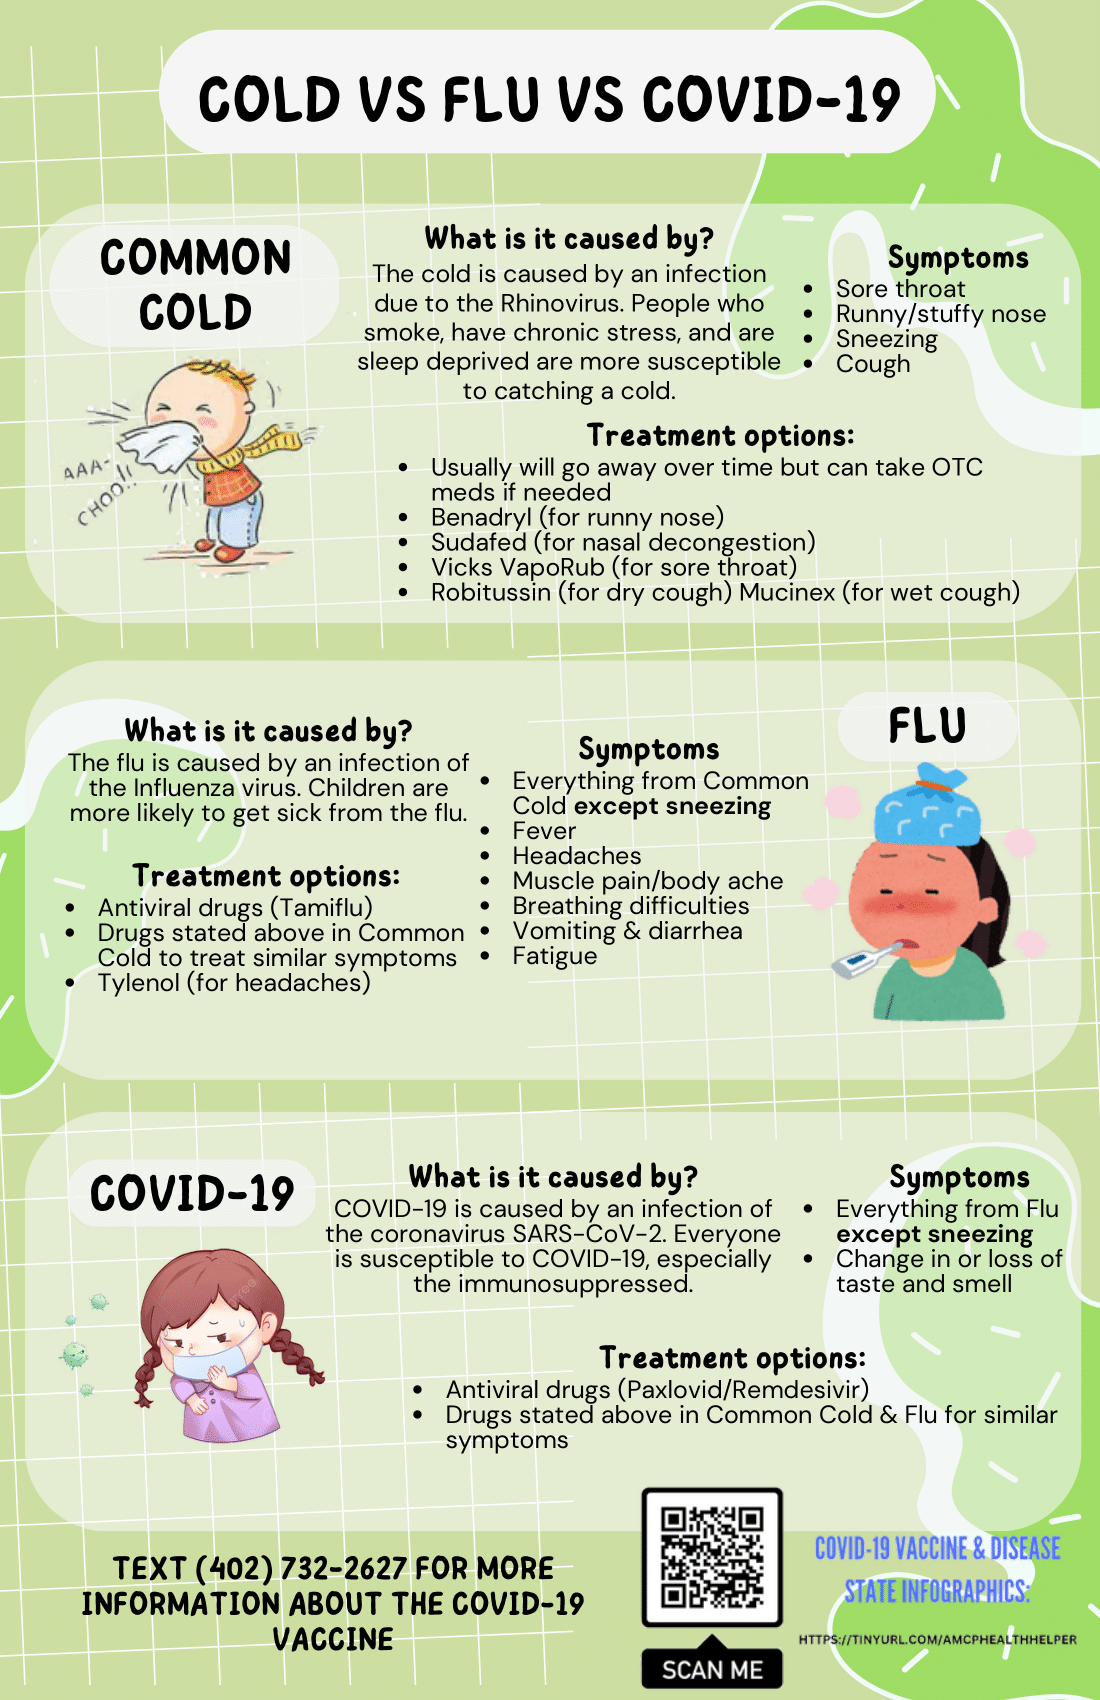 COLD VS FLU VS COVID-19
COMMON
COLD
AAA-
CHOO!!
What is it caused by?
The cold is caused by an infection
due to the Rhinovirus. People who
smoke, have chronic stress, and are
sleep deprived are more susceptible
to catching a cold.
Symptoms
• Sore throat
• Runny/stuffy nose
• Sneezing
• Cough
Treatment options:
• Usually will go away over time but can take OTC
meds if needed
• Benadryl (for runny nose)
• Sudafed (for nasal decongestion)
• Vicks VapoRub (for sore throat)
• Robitussin (for dry cough) Mucinex (for wet cough)
FLU
What is it caused by?
The flu is caused by an infection of
the Influenza virus. Children are
more likely to get sick from the flu.
Treatment options:
• Antiviral drugs (Tamiflu)
• Drugs stated above in Common
Cold to treat similar symptoms
• Tylenol (for headaches)
Symptoms
• Everything from Common
Cold except sneezing
• Fever
• Headaches
• Muscle pain/body ache
• Breathing difficulties
• Vomiting & diarrhea
• Fatigue
COVID-19
What is it caused by?
COVID-19 is caused by an infection of
the coronavirus SARS-CoV-2. Everyone
is susceptible to COVID-19, especially
the immunosuppressed.
Symptoms
• Everything from Flu
except sneezing
• Change in or loss of
taste and smell
Treatment options:
• Antiviral drugs (Paxlovid/Remdesivir)
• Drugs stated above in Common Cold & Flu for similar
symptoms
TEXT (402) 732-2627 FOR MORE
INFORMATION ABOUT THE COVID-19
VACCINE
SCAN ME
COVID-19 VACCINE & DISEASE
STATE INFOGRAPHICS:
HTTPS://TINYURL.COM/AMCPHEALTHHELPER